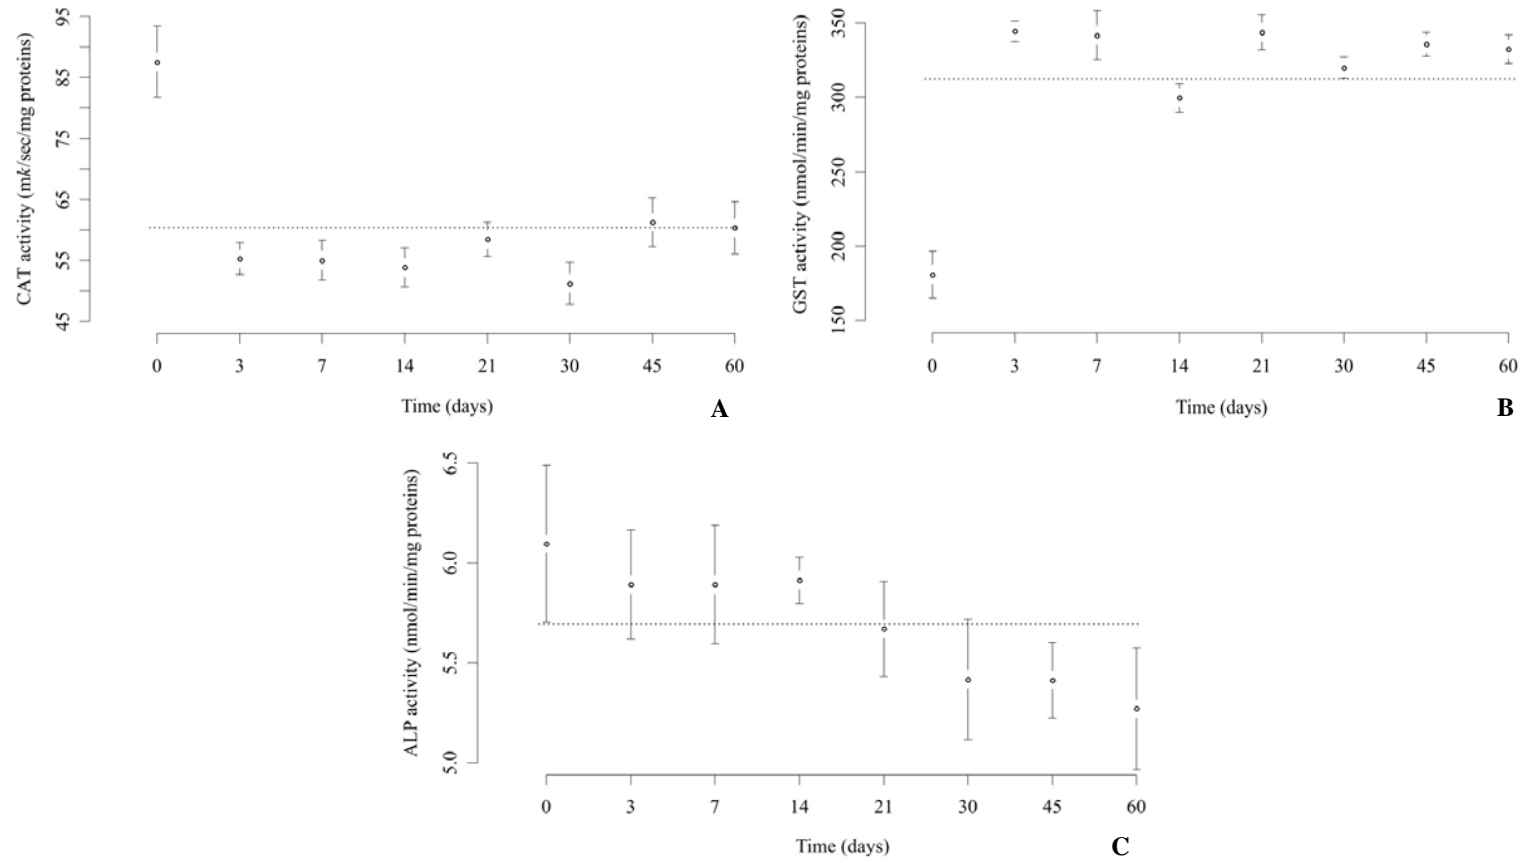 CAT activity (mk/sec/mg proteins)
95
85
75
65
55
45
0 3 7 14 21 30 45 60
Time (days)
A
GST activity (nmol/min/mg proteins)
350
300
250
200
150
0 3 7 14 21 30 45 60
Time (days)
B
ALP activity (nmol/min/mg proteins)
6.5
6.0
5.5
5.0
0 3 7 14 21 30 45 60
Time (days)
C